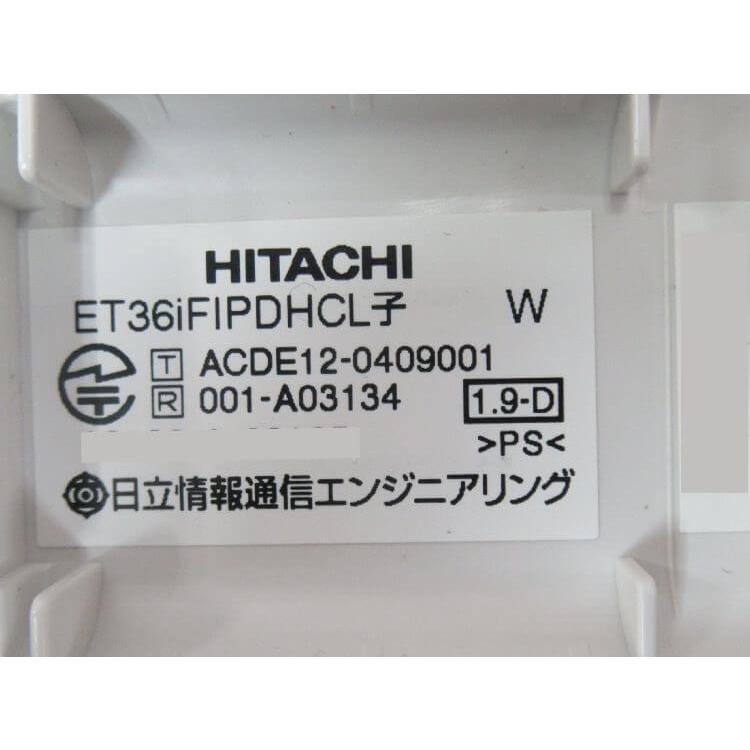 HITACHI
ET36iFIPDHCL子 W
T ACDE12-0409001
R 001-A03134 1.9-D
>PS<
日立情報通信エンジニアリング